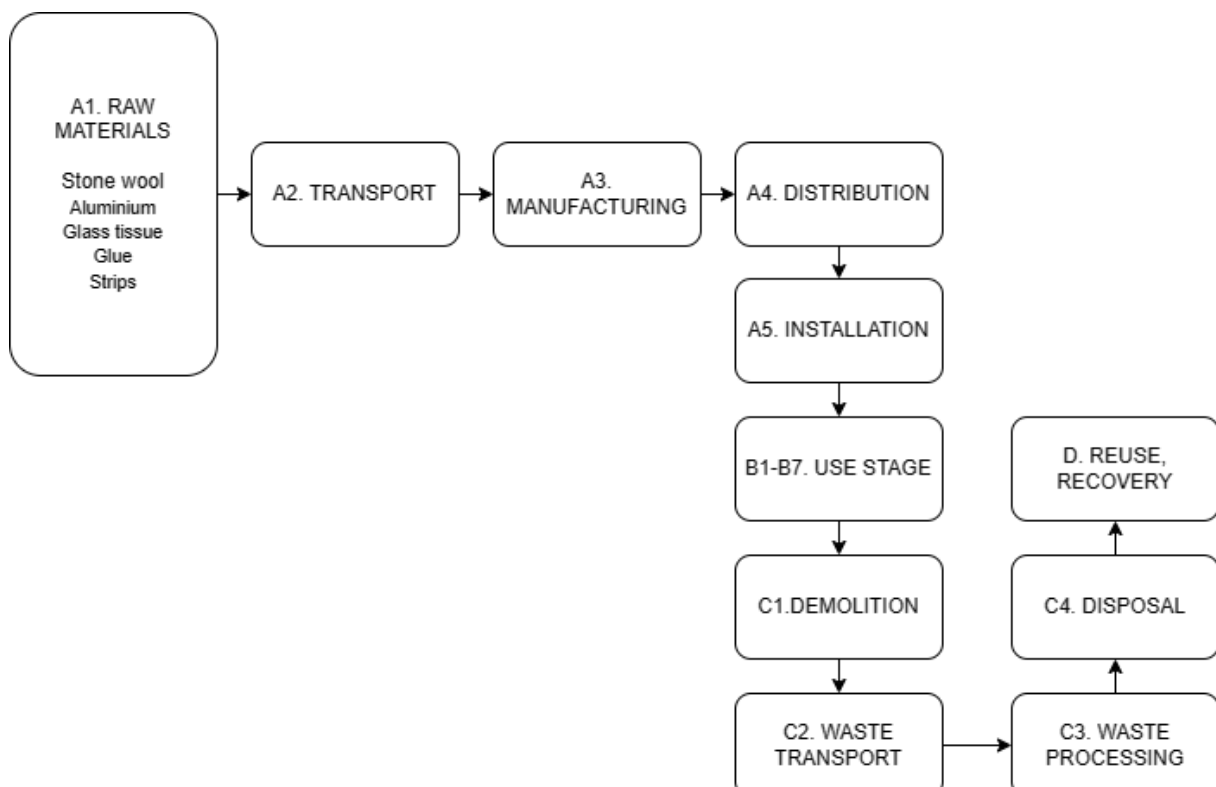 A1. RAW
MATERIALS
Stone wool
Aluminium
Glass tissue
Glue
Strips
A2. TRANSPORT
A3.
MANUFACTURING
A4. DISTRIBUTION
A5. INSTALLATION
B1-B7. USE STAGE
C1.DEMOLITION
C2. WASTE
TRANSPORT
C3. WASTE
PROCESSING
C4. DISPOSAL
D. REUSE,
RECOVERY